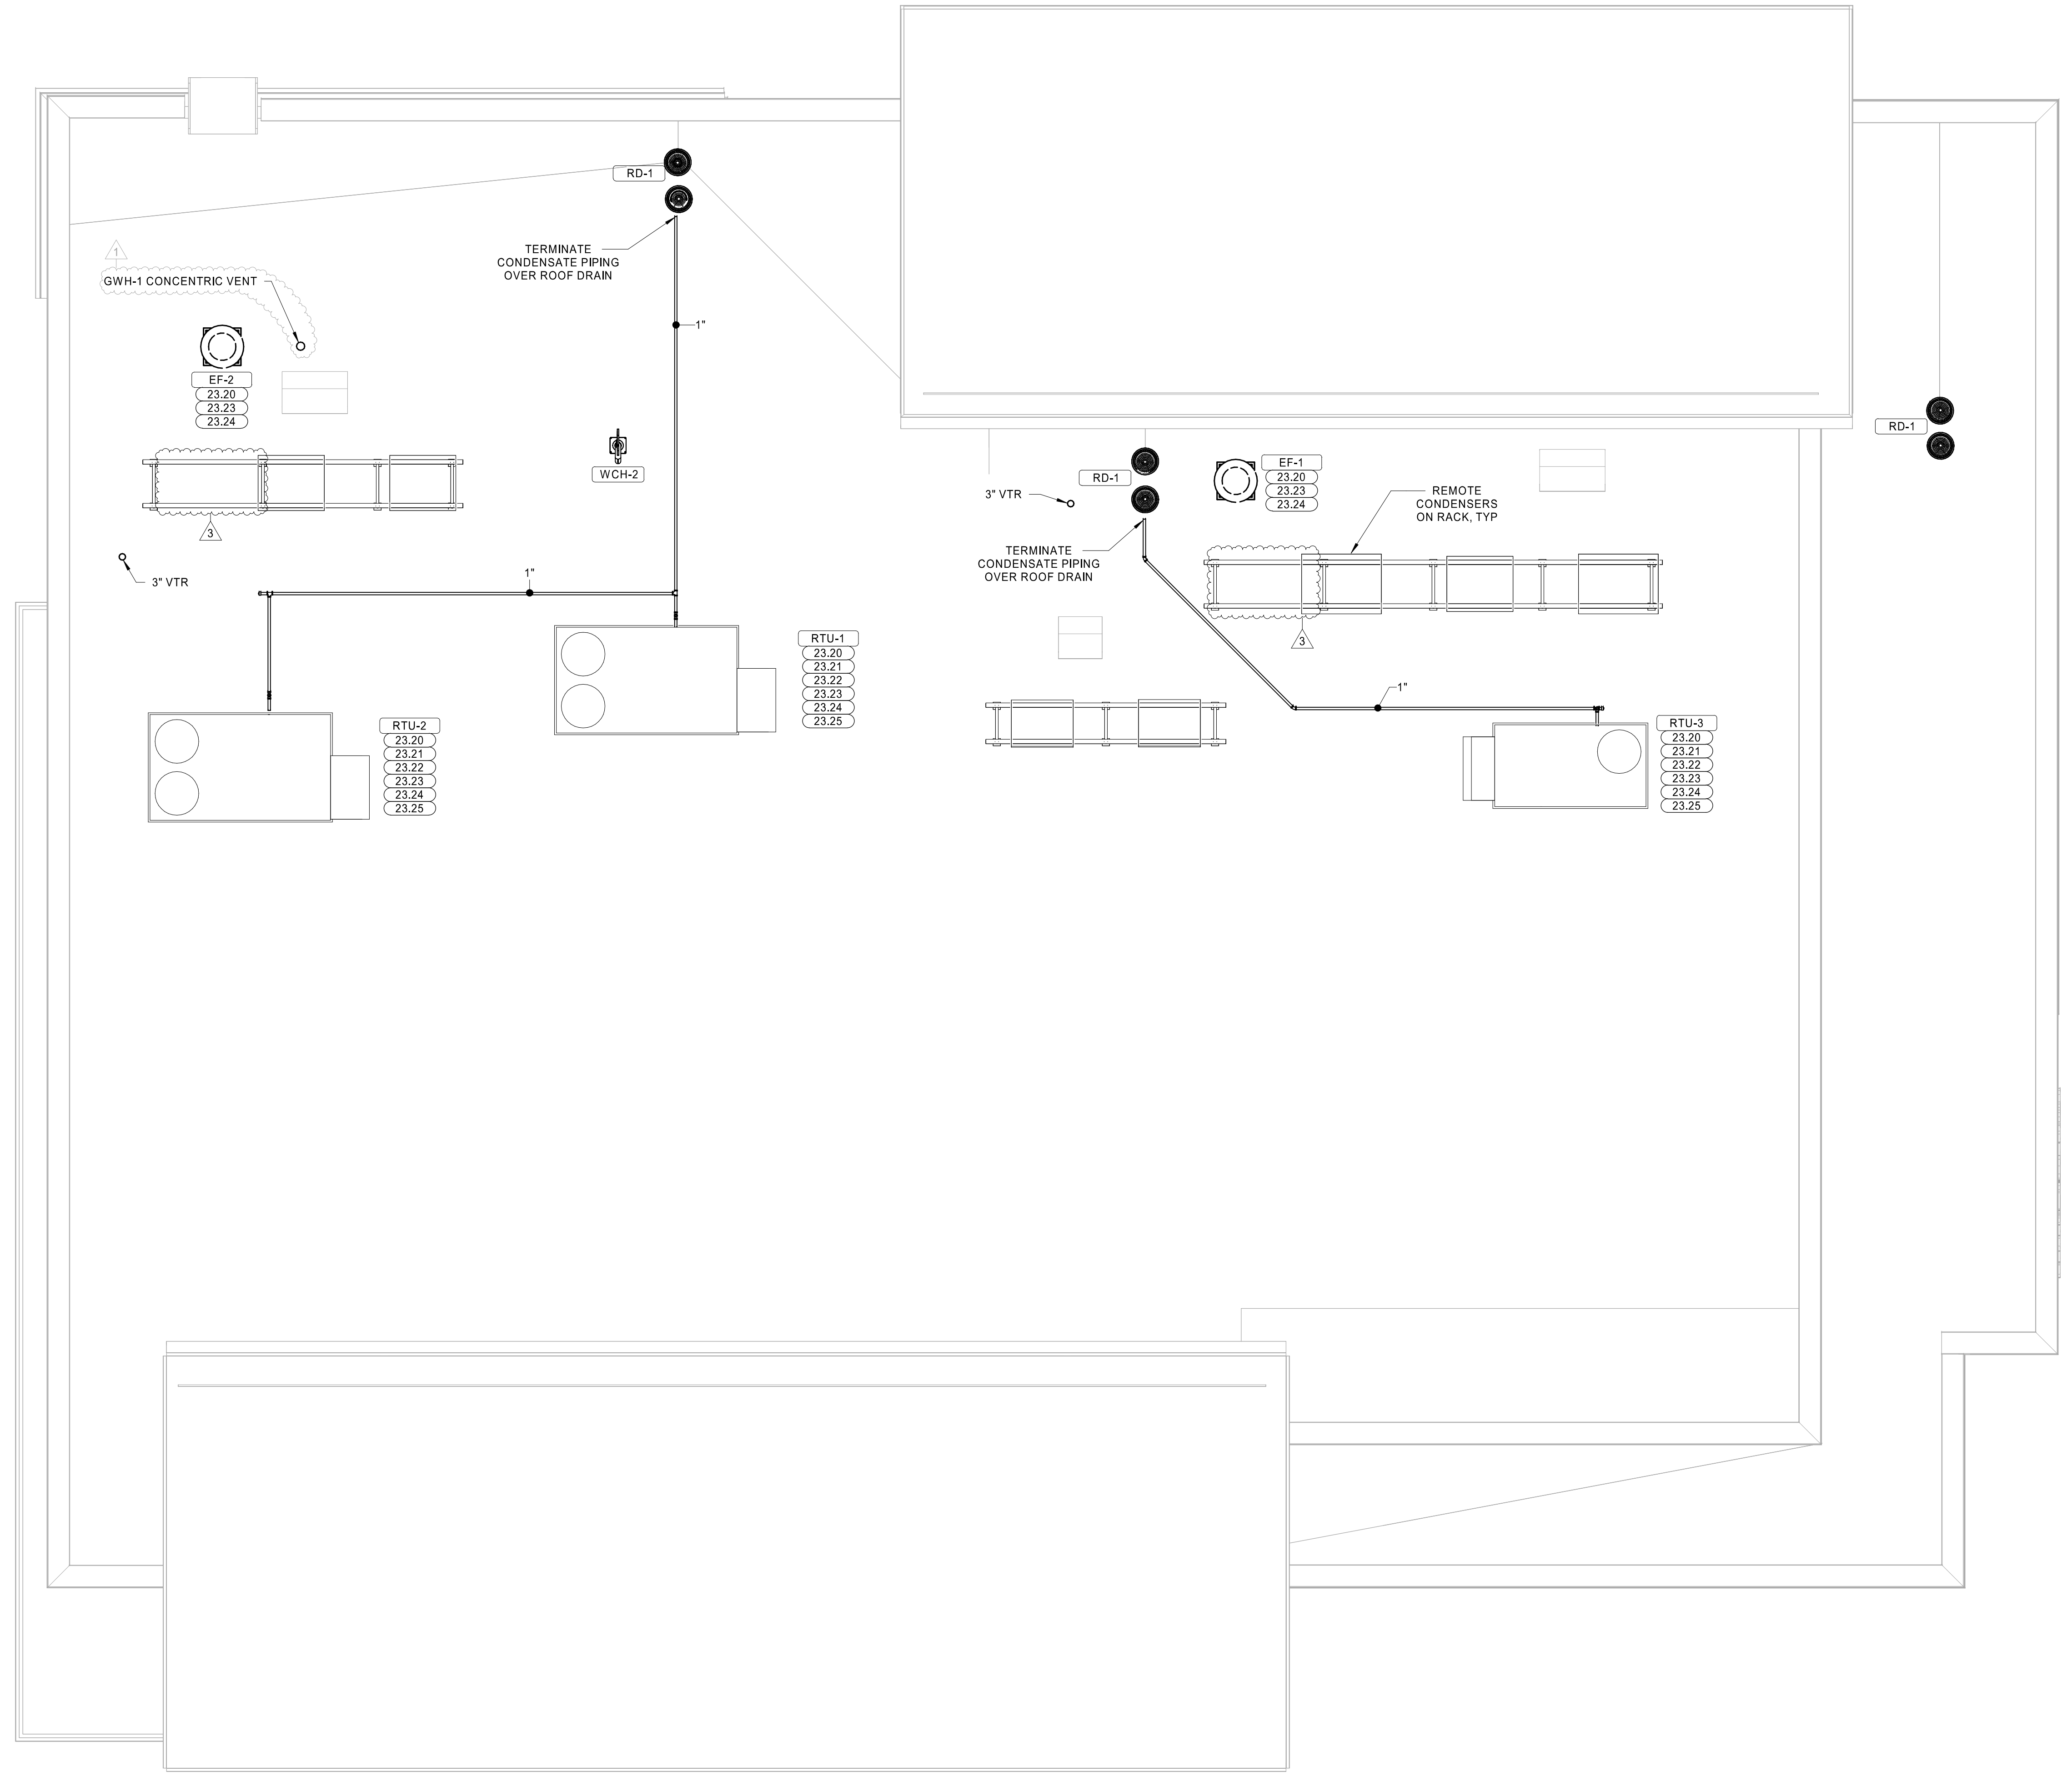 RD-1
TERMINATE
CONDENSATE PIPING
OVER ROOF DRAIN
1
GWH-1 CONCENTRIC VENT
1"
EF-2
23.20
23.23
23.24
WCH-2
3
3" VTR
1"
RTU-1
23.20
23.21
23.22
23.23
23.24
23.25
RTU-2
23.20
23.21
22.22
23.23
23.24
23.25
RD-1
RD-1
EF-1
23.20
23.23
23.24
3" VTR
REMOTE
CONDENSERS
ON RACK, TYP
TERMINATE
CONDENSATE PIPING
OVER ROOF DRAIN
3
1"
RTU-3
23.20
23.21
23.22
23.23
23.24
23.25